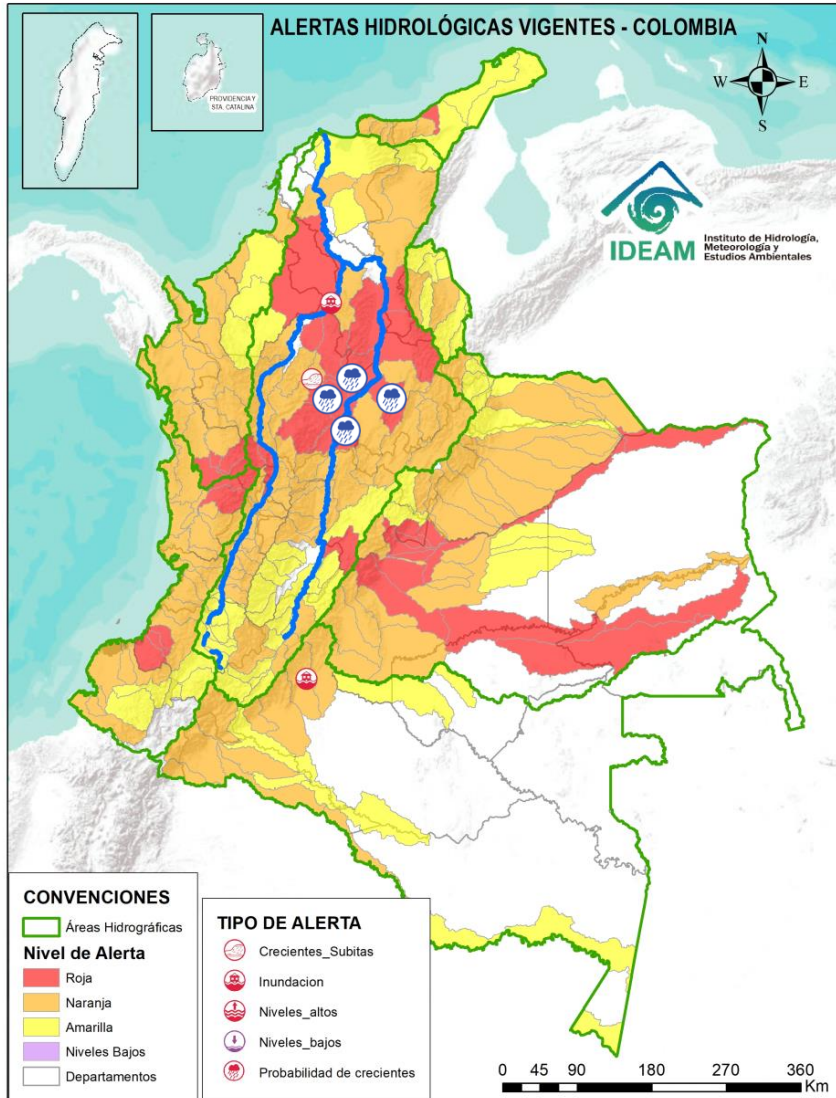 ALERTAS HIDROLÓGICAS VIGENTES - COLOMBIA
PROVIDENCIA Y
STA. CATALINA
N
W
E
S
IDEAM
Instituto de Hidrología,
Meteorología y
Estudios Ambientales
CONVENCIONES
Áreas Hidrográficas
Nivel de Alerta
Roja
Naranja
Amarilla
Niveles Bajos
Departamentos
TIPO DE ALERTA
Crecientes_Subitas
Inundacion
Niveles_altos
Niveles_bajos
Probabilidad de crecientes
0 45 90 180 270 360
Km